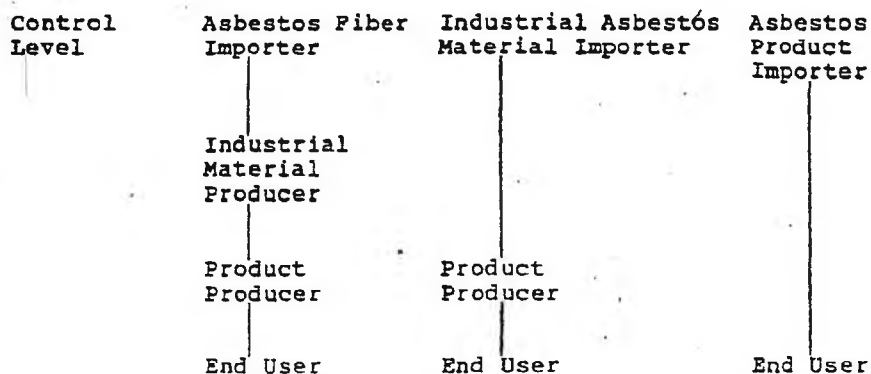 Control Asbestos Fiber Industrial Asbestós Asbestos
Level Importer Material Importer Product
Importer
Industrial
Material
Producer
Product Product
Producer Producer
End User End User End User